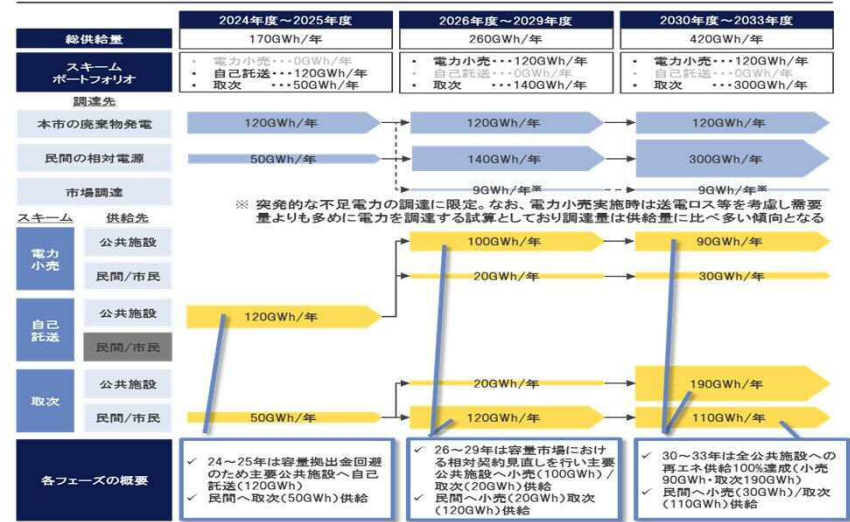 2024年度～2025年度 2026年度～2029年度 2030年度～2033年度
総供給量 170GWh/年 260GWh/年 420GWh/年
スキーム
ポートフォリオ
・ 電力小売･･･0GWh/年
・ 自己託送･･･120GWh/年
・ 取次 ･･･50GWh/年
・ 電力小売･･･120GWh/年
・ 自己託送･･･0GWh/年
・ 取次 ･･･140GWh/年
・ 電力小売･･･120GWh/年
・ 自己託送･･･0GWh/年
・ 取次 ･･･300GWh/年
調達先
本市の廃棄物発電 120GWh/年 120GWh/年 120GWh/年
民間の相対電源 50GWh/年 140GWh/年 300GWh/年
市場調達 9GWh/年※ 9GWh/年※
※ 突発的な不足電力の調達に限定。なお、電力小売実施時は送電ロス等を考慮し需要
量よりも多めに電力を調達する試算としており調達量は供給量に比べ多い傾向となる
スキーム 供給先
電力
小売
公共施設 100GWh/年 90GWh/年
民間/市民 20GWh/年 30GWh/年
自己
託送
公共施設 120GWh/年
民間/市民
取次
公共施設 20GWh/年 190GWh/年
民間/市民 50GWh/年 120GWh/年 110GWh/年
各フェーズの概要
✓ 24～25年は容量拠出金回避
のため主要公共施設へ自己
託送(120GWh)
✓ 民間へ取次(50GWh)供給
✓ 26～29年は容量市場におけ
る相対契約見直しを行い主要
公共施設へ小売(100GWh)/
取次(20GWh)供給
✓ 民間へ小売(20GWh)取次
(120GWh)供給
✓ 30～33年は全公共施設への
再エネ供給100%達成(小売
90GWh・取次190GWh)
✓ 民間へ小売(30GWh)/取次
(110GWh)供給